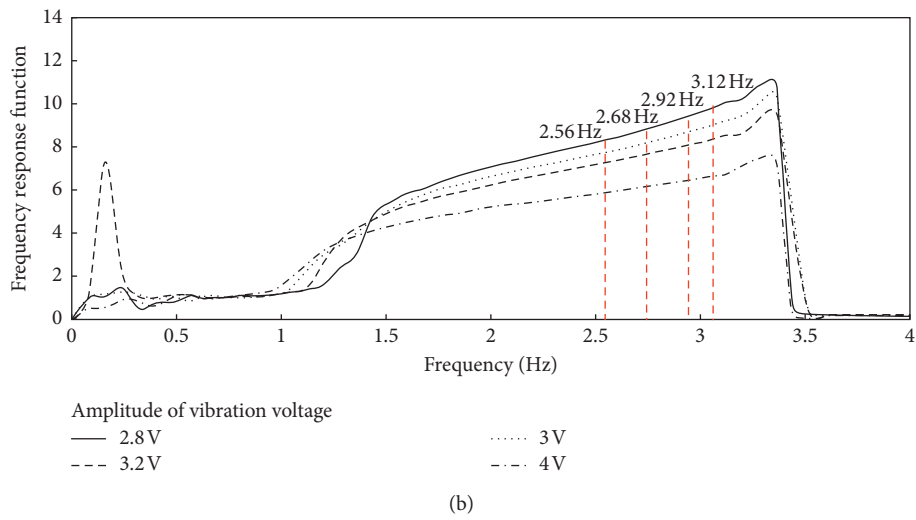 14
12
10
8
6
4
2
0
Frequency response function
2.56 Hz
2.68 Hz
2.92 Hz
3.12 Hz
0 0.5 1 1.5 2 2.5 3 3.5 4
Frequency (Hz)
Amplitude of vibration voltage
2.8 V 3 V
3.2 V 4 V
(b)